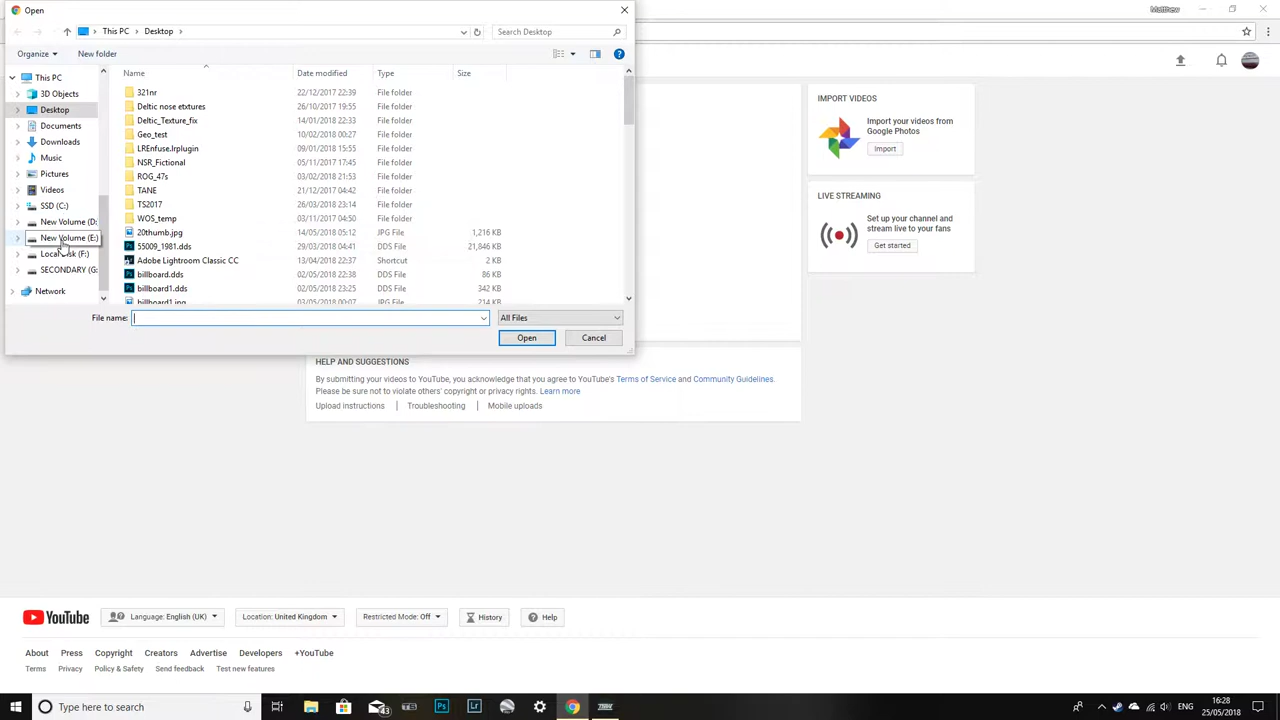 Open
Matthew
This PC > Desktop >
Search Desktop
Organize
New folder
This PC
3D Objects
Desktop
Documents
Downloads
Music
Pictures
Videos
SSD (C:)
New Volume (D:
New Volume (E:)
Local Disk (F:)
SECONDARY (G:
Network
Name Date modified Type Size
321nr 22/12/2017 22:39 File folder
Deltic nose etxtures 26/10/2017 19:55 File folder
Deltic_Texture_fix 14/01/2018 22:33 File folder
Geo_test 10/02/2018 00:27 File folder
LREnfuse.lrplugin 09/01/2018 15:55 File folder
NSR_Fictional 05/11/2017 17:45 File folder
ROG_47s 03/02/2018 21:53 File folder
TANE 21/12/2017 04:42 File folder
TS2017 26/03/2018 23:14 File folder
WOS_temp 03/11/2017 04:50 File folder
20thumb.jpg 14/05/2018 05:12 JPG File 1,216 KB
55009_1981.dds 29/03/2018 04:41 DDS File 21,846 KB
Adobe Lightroom Classic CC 13/04/2018 22:37 Shortcut 2 KB
billboard.dds 02/05/2018 22:38 DDS File 86 KB
billboard1.dds 02/05/2018 23:25 DDS File 342 KB
billboard1.jpg 03/05/2018 00:07 JPG File 214 KB
File name:
All Files
Open
Cancel
IMPORT VIDEOS
Import your videos from
Google Photos
Import
LIVE STREAMING
Set up your channel and
stream live to your fans
Get started
HELP AND SUGGESTIONS
By submitting your videos to YouTube, you acknowledge that you agree to YouTube's Terms of Service and Community Guidelines.
Please be sure not to violate others' copyright or privacy rights. Learn more
Upload instructions | Troubleshooting | Mobile uploads
YouTube
Language: English (UK)
Location: United Kingdom
Restricted Mode: Off
History
Help
About Press Copyright Creators Advertise Developers +YouTube
Terms Privacy Policy & Safety Send feedback Test new features
Type here to search
43
Ps
Lr
ENG
16:28
25/05/2018